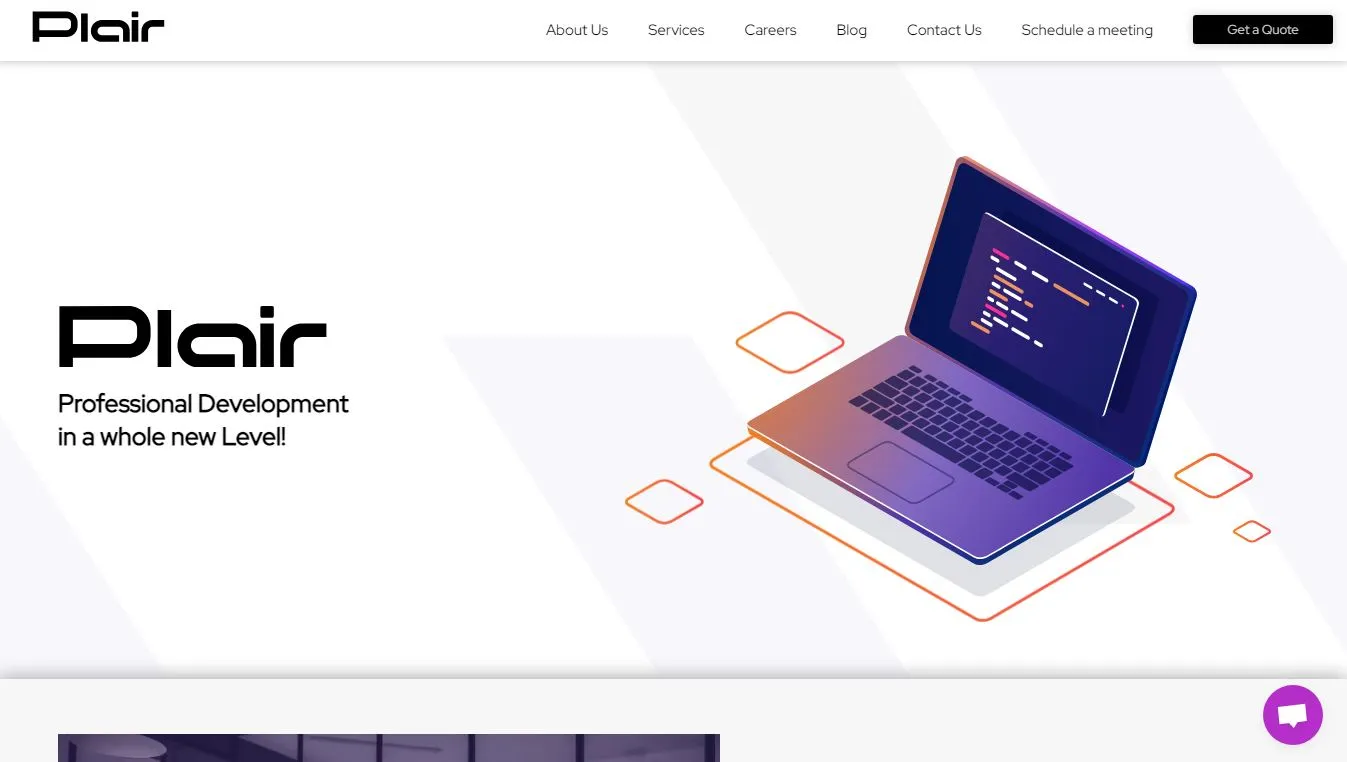 Plair
About Us
Services
Careers
Blog
Contact Us
Schedule a meeting
Get a Quote
Plair
Professional Development
in a whole new Level!